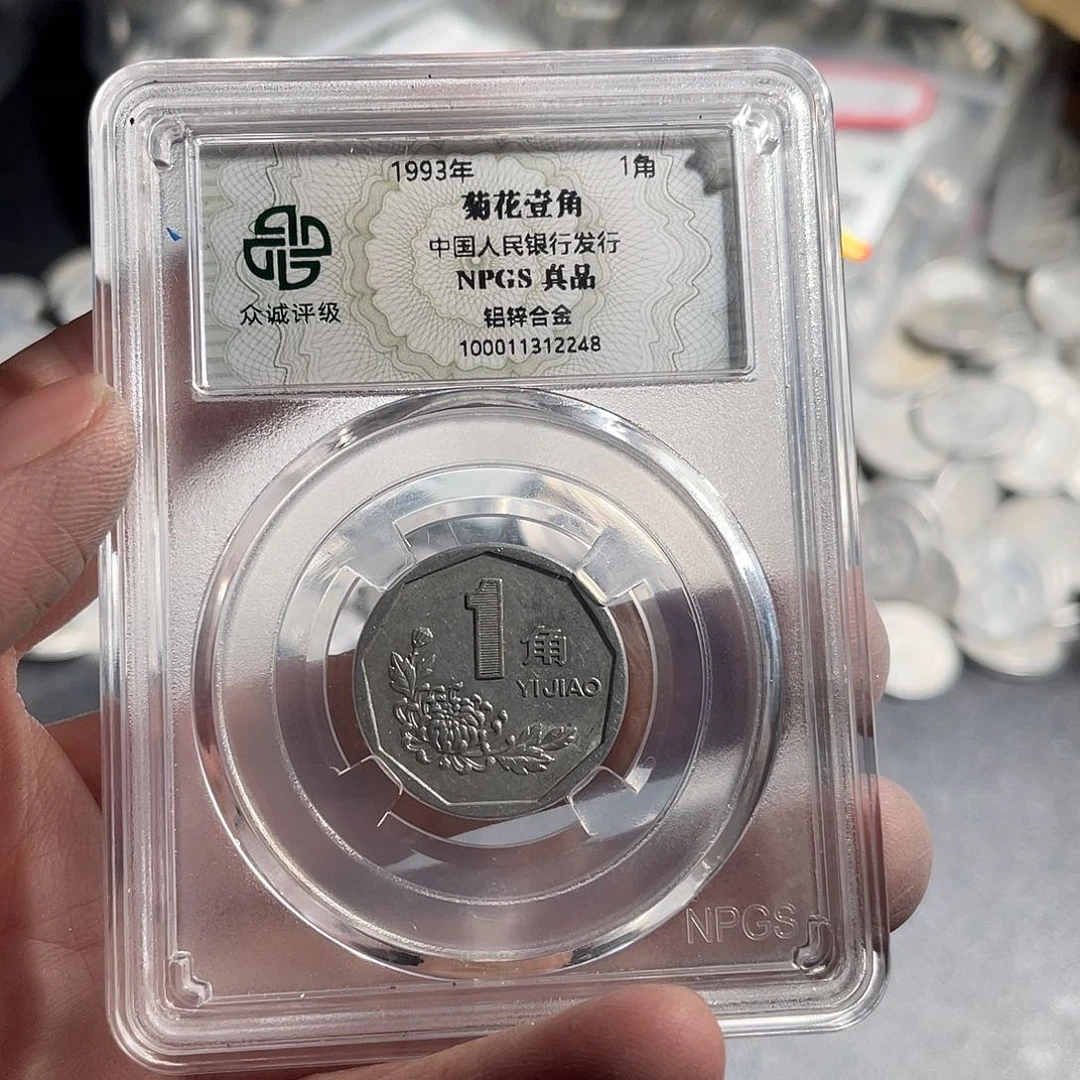 1993年 1角
菊花壹角
中国人民银行发行
NPGS 真品
铝锌合金
100011312248
众诚评级
1
角
YIJIAO
NPGS